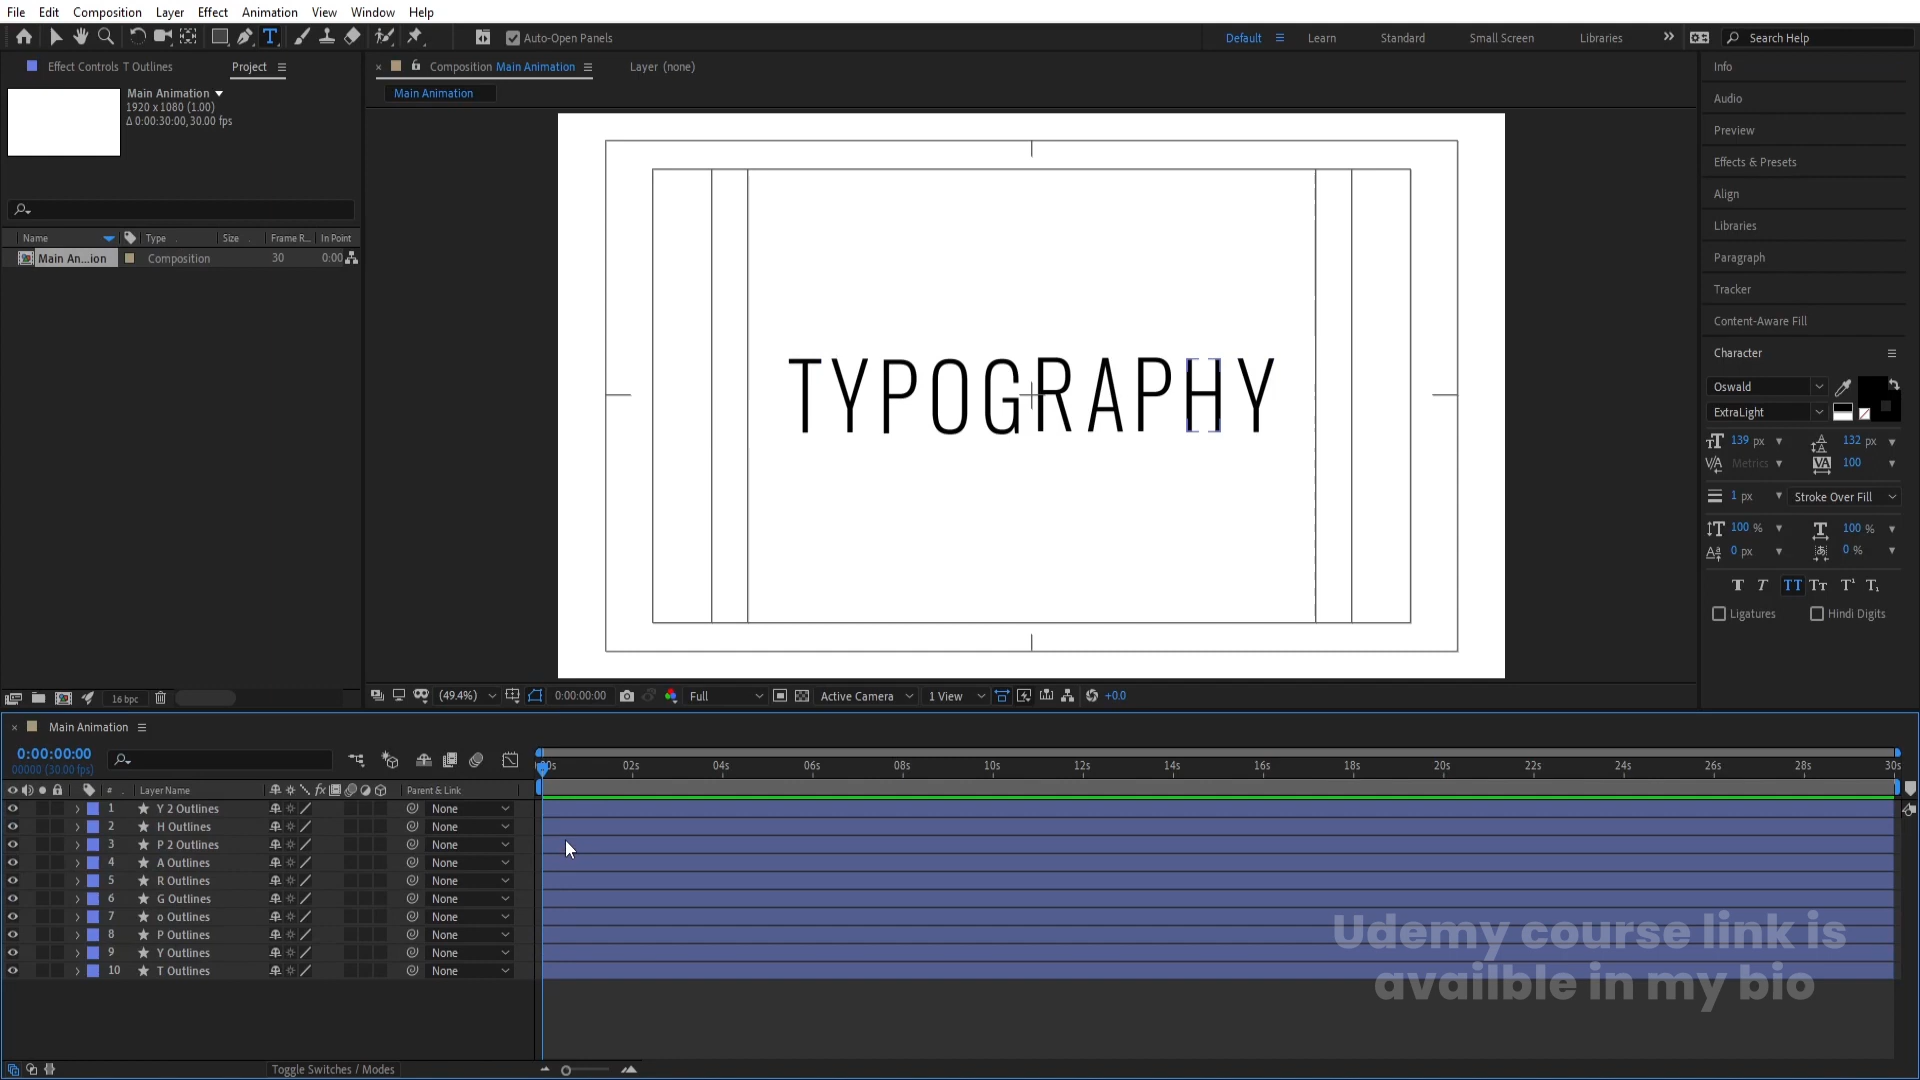 File Edit Composition Layer Effect Animation View Window Help
Auto-Open Panels Default Learn Standard Small Screen Libraries Search Help
Effect Controls T Outlines Project
Composition Main Animation Layer (none)
Main Animation
Main Animation
1920 x 1080 (1.00)
Δ 0:00:30:00, 30.00 fps
Name Type Size Frame R... In Point
Main An...ion Composition 30 0:00
TYPOGRAPHY
16 bpc
(49.4%) 0:00:00:00 Full Active Camera 1 View +0.0
Info
Audio
Preview
Effects & Presets
Align
Libraries
Paragraph
Tracker
Content-Aware Fill
Character
Oswald
ExtraLight
139 px 132 px
Metrics 100
1 px Stroke Over Fill
100 % 100 %
0 px 0 %
Ligatures Hindi Digits
Main Animation
0:00:00:00
00000 (30.00 fps)
02s 04s 06s 08s 10s 12s 14s 16s 18s 20s 22s 24s 26s 28s 30s
# Layer Name Parent & Link
1 Y 2 Outlines None
2 H Outlines None
3 P 2 Outlines None
4 A Outlines None
5 R Outlines None
6 G Outlines None
7 o Outlines None
8 P Outlines None
9 Y Outlines None
10 T Outlines None
Udemy course link is
availble in my bio
Toggle Switches / Modes